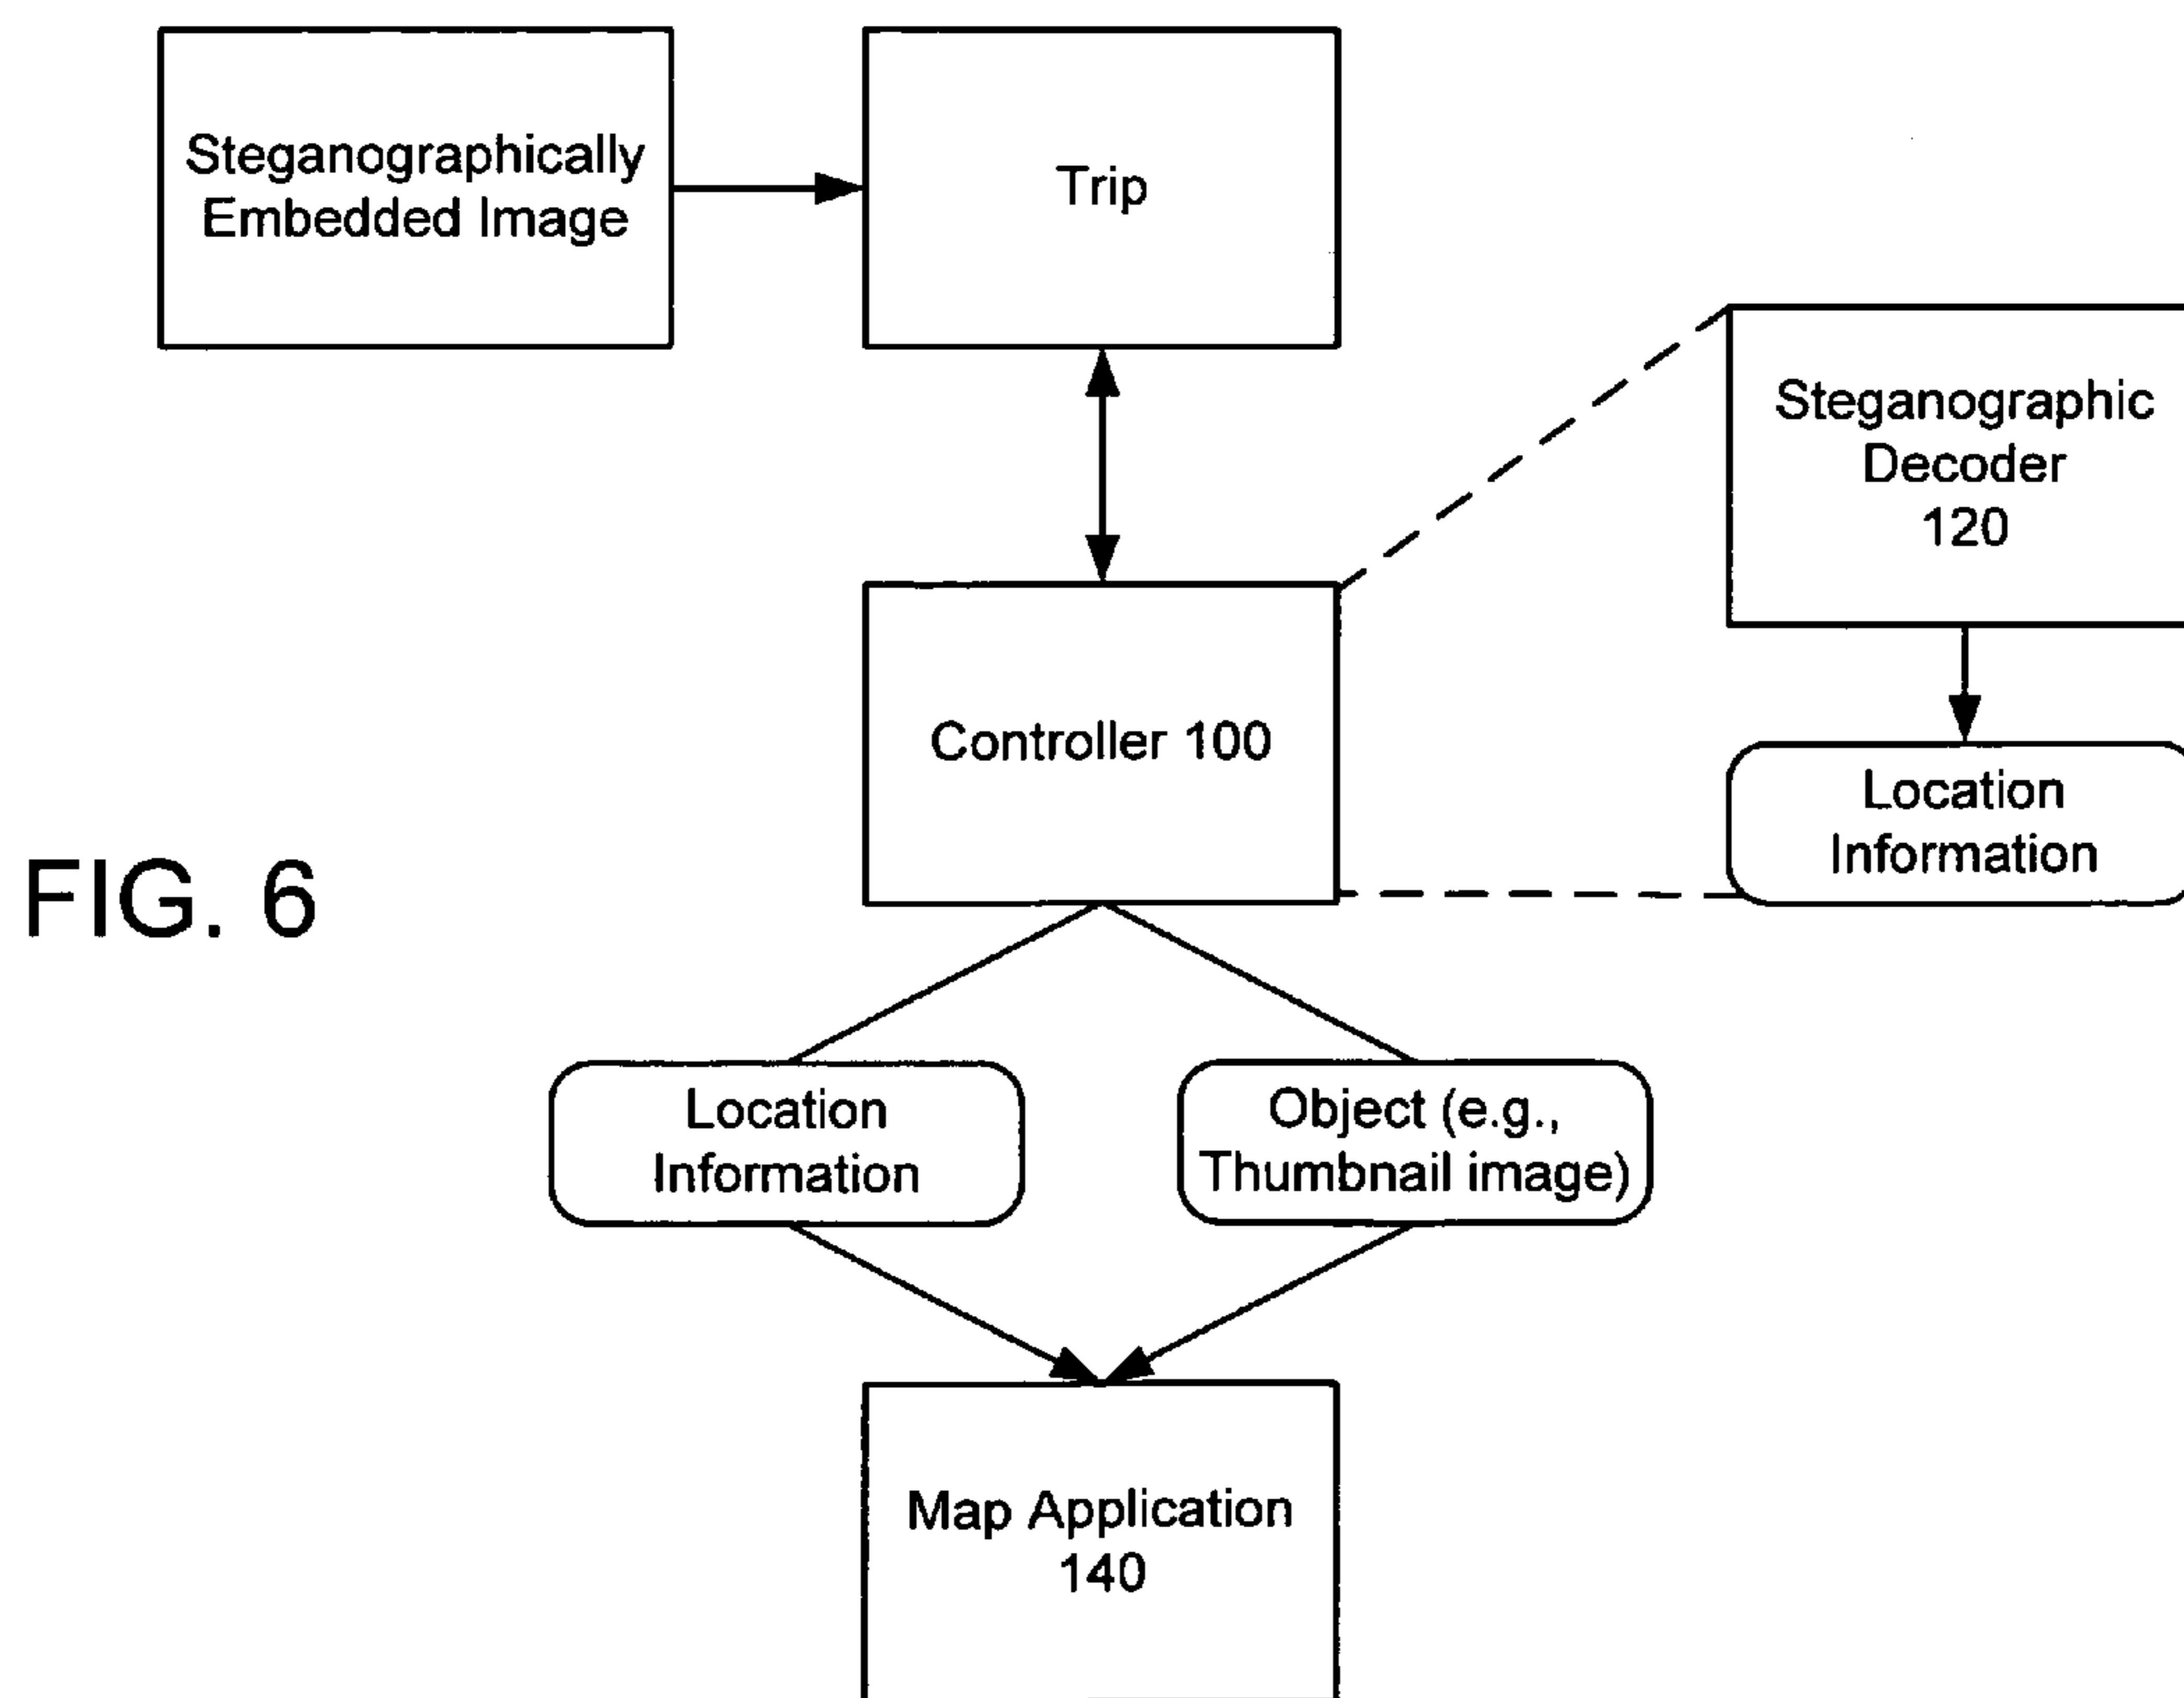 Steganographically
Embedded Image
Trip
Steganographic
Decoder
120
Controller 100
Location
Information
FIG. 6
Location
Information
Object (e.g.,
Thumbnail image)
Map Application
140